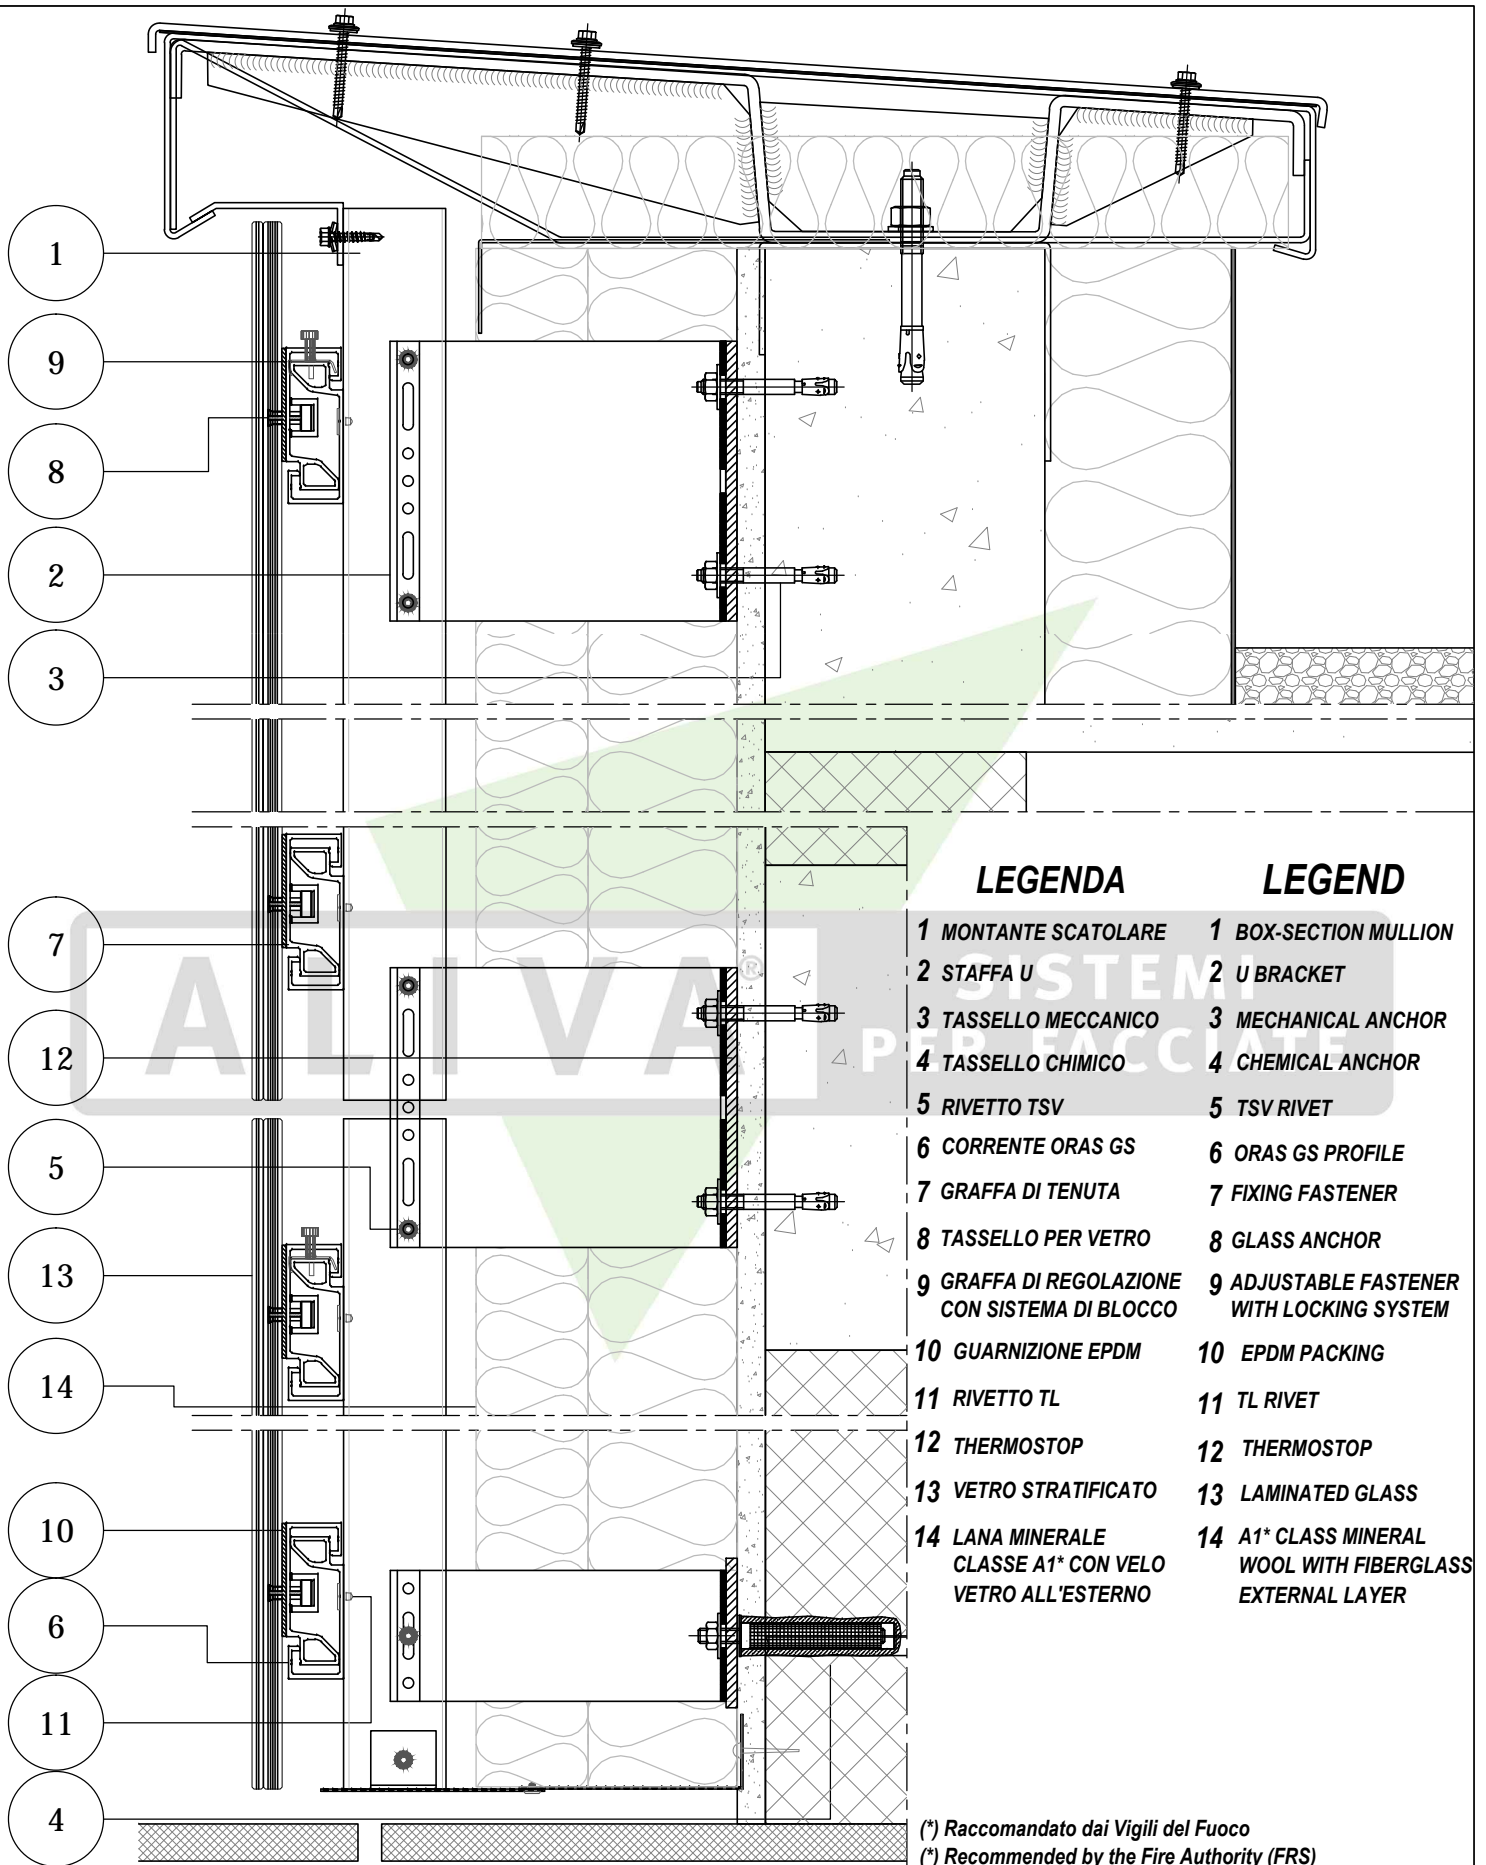 1
9
8
2
3
7
12
5
13
14
10
6
11
4
ALIVA®
SISTEMI
PER FACCIATE
LEGENDA
1 MONTANTE SCATOLARE
2 STAFFA U
3 TASSELLO MECCANICO
4 TASSELLO CHIMICO
5 RIVETTO TSV
6 CORRENTE ORAS GS
7 GRAFFA DI TENUTA
8 TASSELLO PER VETRO
9 GRAFFA DI REGOLAZIONE
CON SISTEMA DI BLOCCO
10 GUARNIZIONE EPDM
11 RIVETTO TL
12 THERMOSTOP
13 VETRO STRATIFICATO
14 LANA MINERALE
CLASSE A1* CON VELO
VETRO ALL'ESTERNO
LEGEND
1 BOX-SECTION MULLION
2 U BRACKET
3 MECHANICAL ANCHOR
4 CHEMICAL ANCHOR
5 TSV RIVET
6 ORAS GS PROFILE
7 FIXING FASTENER
8 GLASS ANCHOR
9 ADJUSTABLE FASTENER
WITH LOCKING SYSTEM
10 EPDM PACKING
11 TL RIVET
12 THERMOSTOP
13 LAMINATED GLASS
14 A1* CLASS MINERAL
WOOL WITH FIBERGLASS
EXTERNAL LAYER
(*) Raccomandato dai Vigili del Fuoco
(*) Recommended by the Fire Authority (FRS)